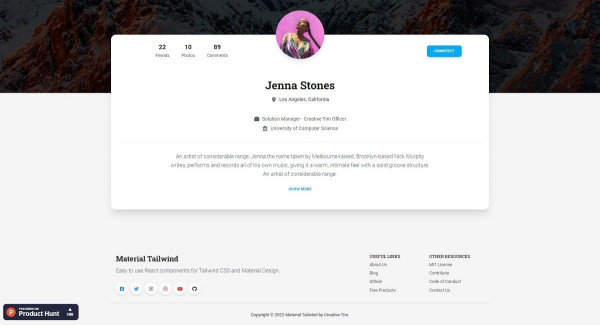 22 10 89
Friends Photos Comments
CONNECT
Jenna Stones
Los Angeles, California
Solution Manager - Creative Tim Officer
University of Computer Science
An artist of considerable range, Jenna the name taken by Melbourne-raised, Brooklyn-based Nick Murphy
writes, performs and records all of his own music, giving it a warm, intimate feel with a solid groove structure.
An artist of considerable range.
SHOW MORE
Material Tailwind
Easy to use React components for Tailwind CSS and Material Design.
USEFUL LINKS
About Us
Blog
Github
Free Products
OTHER RESOURCES
MIT License
Contribute
Code of Conduct
Contact Us
FEATURED ON
Product Hunt
Copyright © 2022 Material Tailwind by Creative Tim.